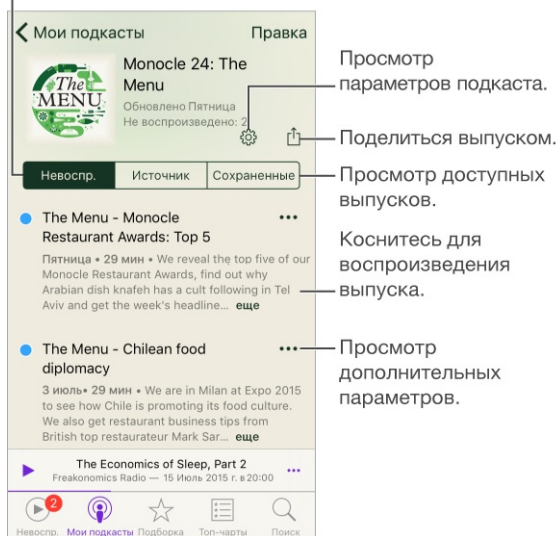 Мои подкасты
Правка
The
MENU
Monocle 24: The
Menu
Обновлено Пятница
Не воспроизведено: 2
Невоспр.
Источник
Сохраненные
The Menu - Monocle
Restaurant Awards: Top 5
Пятница • 29 мин • We reveal the top five of our
Monocle Restaurant Awards, find out why
Arabian dish knafeh has a cult following in Tel
Aviv and get the week's headline... еще
The Menu - Chilean food
diplomacy
3 июль• 29 мин • We are in Milan at Expo 2015
to see how Chile is promoting its food culture.
We also get restaurant business tips from
British top restaurateur Mark Sar... еще
The Economics of Sleep, Part 2
Freakonomics Radio — 15 Июль 2015 г. в 20:00
2
Невоспр.
Мои подкасты
Подборка
Топ-чарты
Поиск
Просмотр
параметров подкаста.
Поделиться выпуском.
Просмотр доступных
выпусков.
Коснитесь для
воспроизведения
выпуска.
Просмотр
дополнительных
параметров.